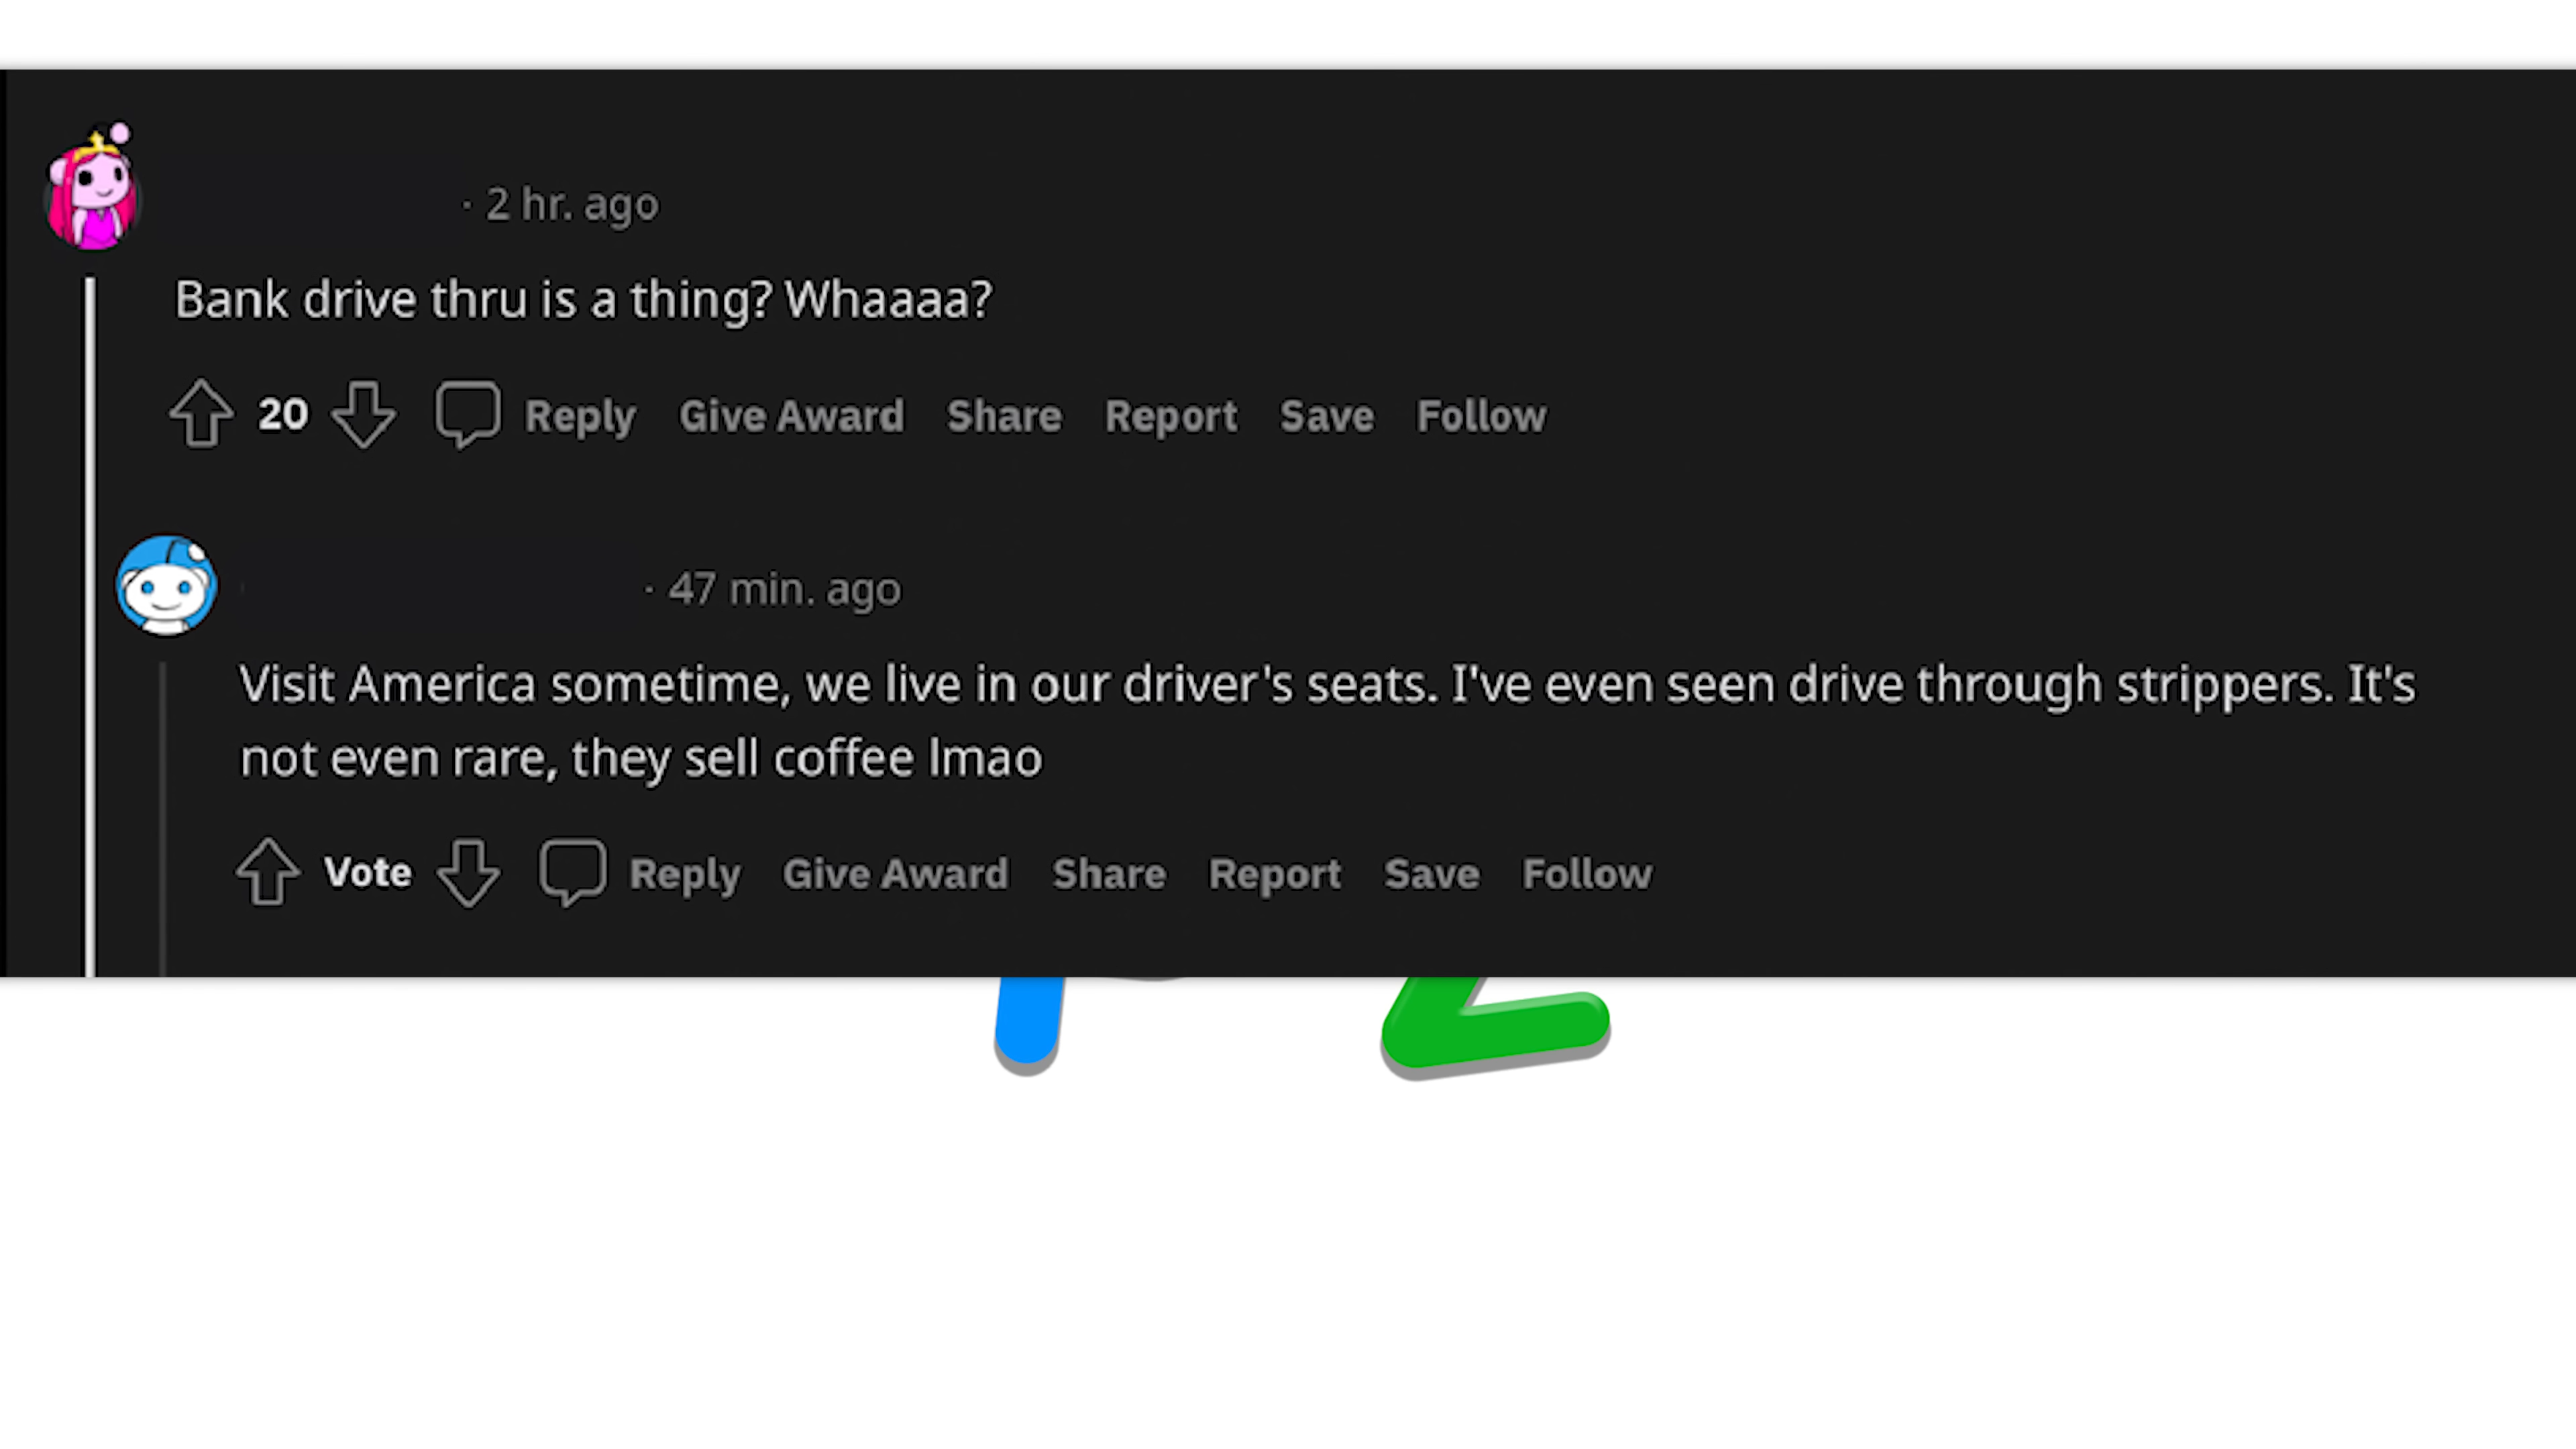 · 2 hr. ago
Bank drive thru is a thing? Whaaaa?
20 Reply Give Award Share Report Save Follow
· 47 min. ago
Visit America sometime, we live in our driver's seats. I've even seen drive through strippers. It's
not even rare, they sell coffee lmao
Vote Reply Give Award Share Report Save Follow